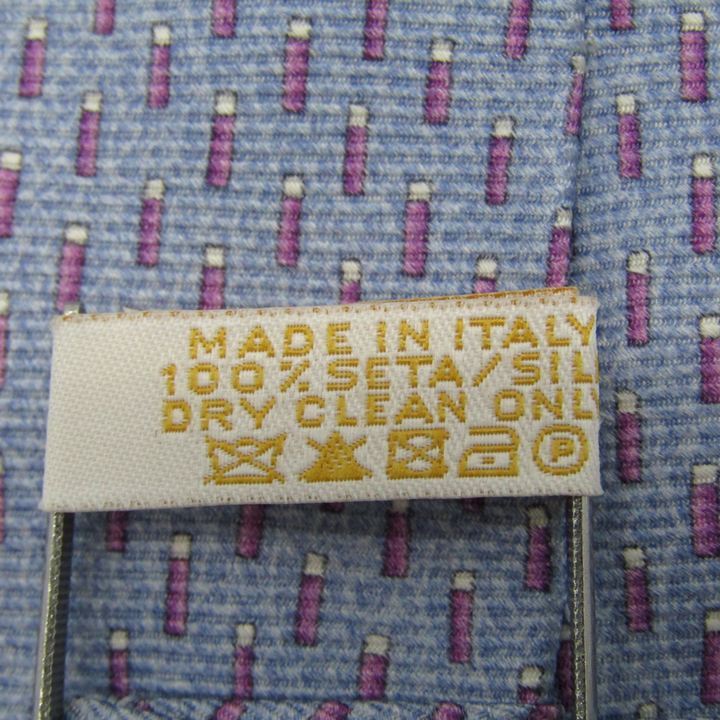 MADE IN ITALY
100% SETA/SIL
DRY CLEAN ONL
P